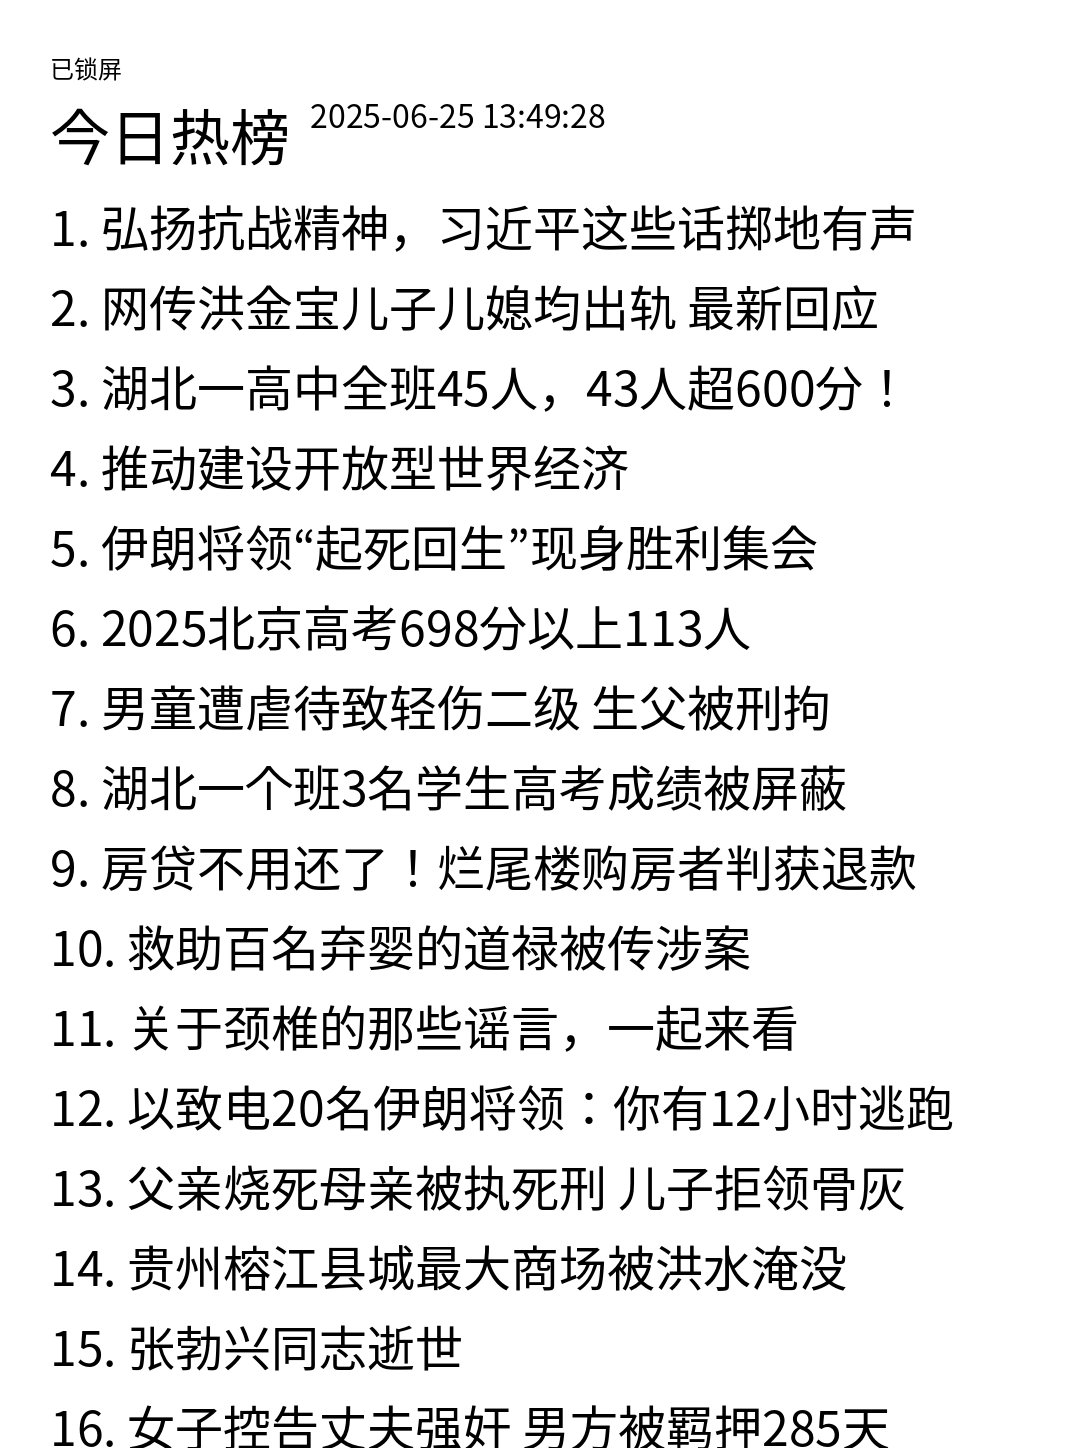 已锁屏
今日热榜 2025-06-25 13:49:28
1. 弘扬抗战精神，习近平这些话掷地有声
2. 网传洪金宝儿子儿媳均出轨 最新回应
3. 湖北一高中全班45人，43人超600分！
4. 推动建设开放型世界经济
5. 伊朗将领“起死回生”现身胜利集会
6. 2025北京高考698分以上113人
7. 男童遭虐待致轻伤二级 生父被刑拘
8. 湖北一个班3名学生高考成绩被屏蔽
9. 房贷不用还了！烂尾楼购房者判获退款
10. 救助百名弃婴的道禄被传涉案
11. 关于颈椎的那些谣言，一起来看
12. 以致电20名伊朗将领：你有12小时逃跑
13. 父亲烧死母亲被执死刑 儿子拒领骨灰
14. 贵州榕江县城最大商场被洪水淹没
15. 张勃兴同志逝世
16. 女子控告丈夫强奸 男方被羁押285天